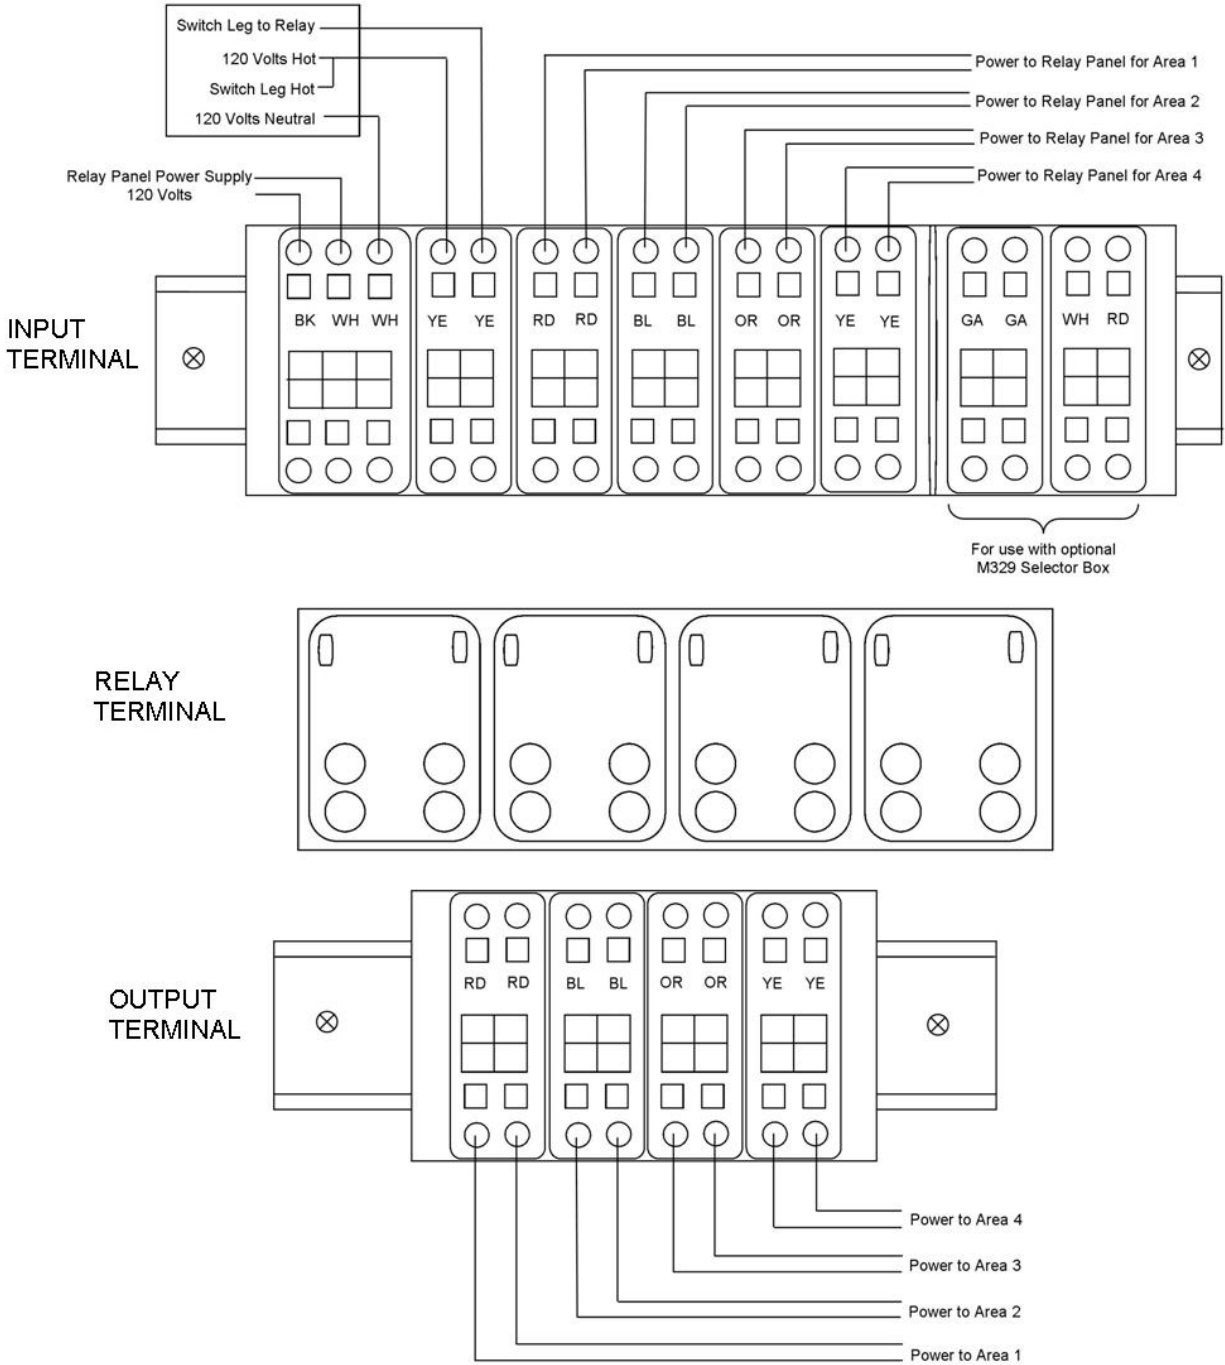 Switch Leg to Relay
120 Volts Hot
Switch Leg Hot
120 Volts Neutral
Relay Panel Power Supply
120 Volts
Power to Relay Panel for Area 1
Power to Relay Panel for Area 2
Power to Relay Panel for Area 3
Power to Relay Panel for Area 4
INPUT
TERMINAL
BK WH WH YE YE RD RD BL BL OR OR YE YE GA GA WH RD
For use with optional
M329 Selector Box
RELAY
TERMINAL
OUTPUT
TERMINAL
RD RD BL BL OR OR YE YE
Power to Area 4
Power to Area 3
Power to Area 2
Power to Area 1